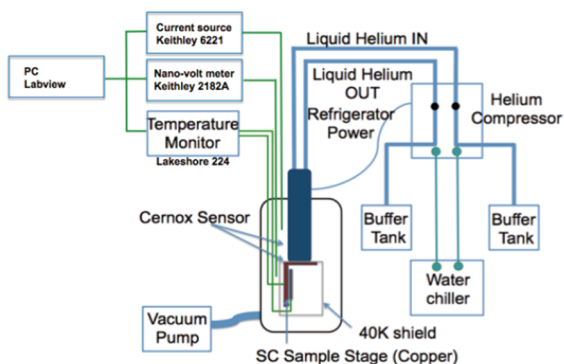 Current source
Keithley 6221
PC
Labview
Nano-volt meter
Keithley 2182A
Temperature
Monitor
Lakeshore 224
Liquid Helium IN
Liquid Helium
OUT
Refrigerator
Power
Helium
Compressor
Cernox Sensor
Buffer
Tank
Buffer
Tank
Water
chiller
Vacuum
Pump
40K shield
SC Sample Stage (Copper)